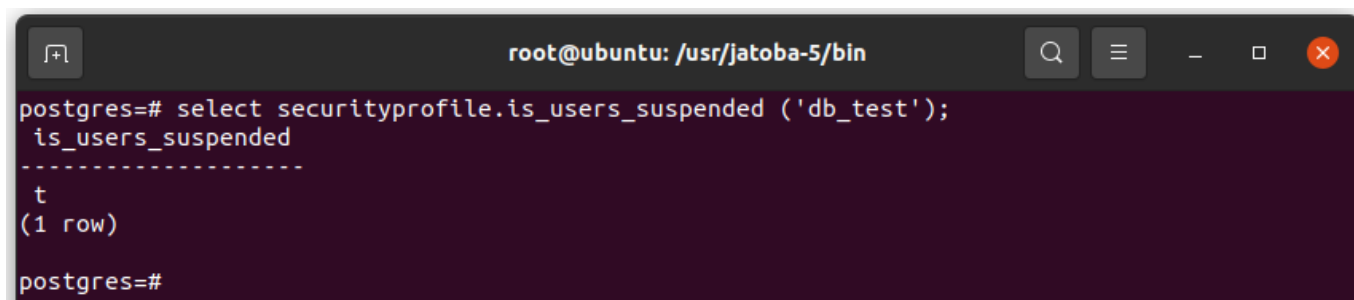 root@ubuntu: /usr/jatoba-5/bin
postgres=# select securityprofile.is_users_suspended ('db_test');
 is_users_suspended
--------------------
 t
(1 row)

postgres=#